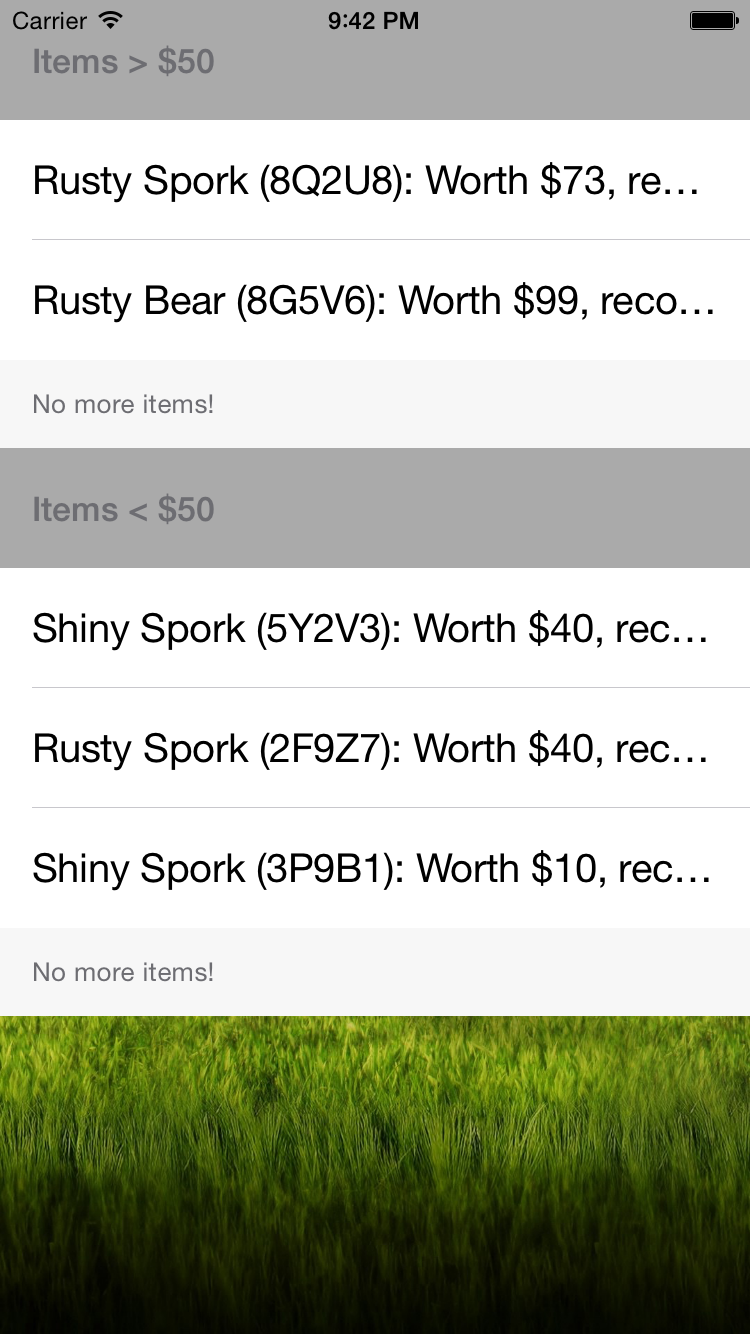 Carrier 9:42 PM
Items > $50
Rusty Spork (8Q2U8): Worth $73, re…
Rusty Bear (8G5V6): Worth $99, reco…
No more items!
Items < $50
Shiny Spork (5Y2V3): Worth $40, rec…
Rusty Spork (2F9Z7): Worth $40, rec…
Shiny Spork (3P9B1): Worth $10, rec…
No more items!